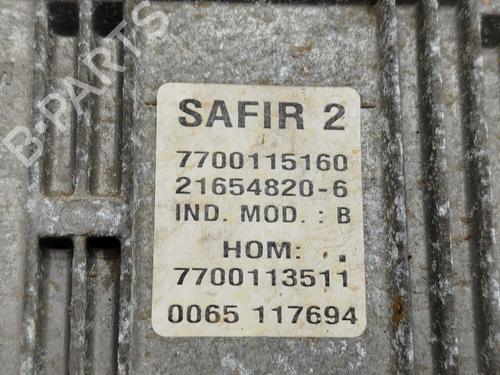 B-PARTS
SAFIR 2
7700115160
21654820-6
IND. MOD. : B
HOM: . .
7700113511
0065 117694